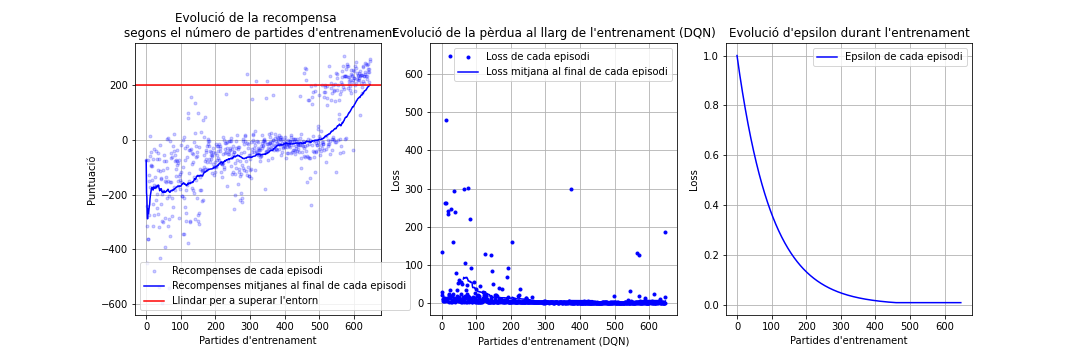 Evolució de la recompensa
segons el número de partides d'entrenament
200
0
−200
−400
−600
Puntuació
Recompenses de cada episodi
Recompenses mitjanes al final de cada episodi
Llindar per a superar l'entorn
0 100 200 300 400 500 600
Partides d'entrenament
Evolució de la pèrdua al llarg de l'entrenament (DQN)
600
500
400
300
200
100
0
Loss
Loss de cada episodi
Loss mitjana al final de cada episodi
0 100 200 300 400 500 600
Partides d'entrenament (DQN)
Evolució d'epsilon durant l'entrenament
1.0
0.8
0.6
0.4
0.2
0.0
Loss
Epsilon de cada episodi
0 100 200 300 400 500 600
Partides d'entrenament